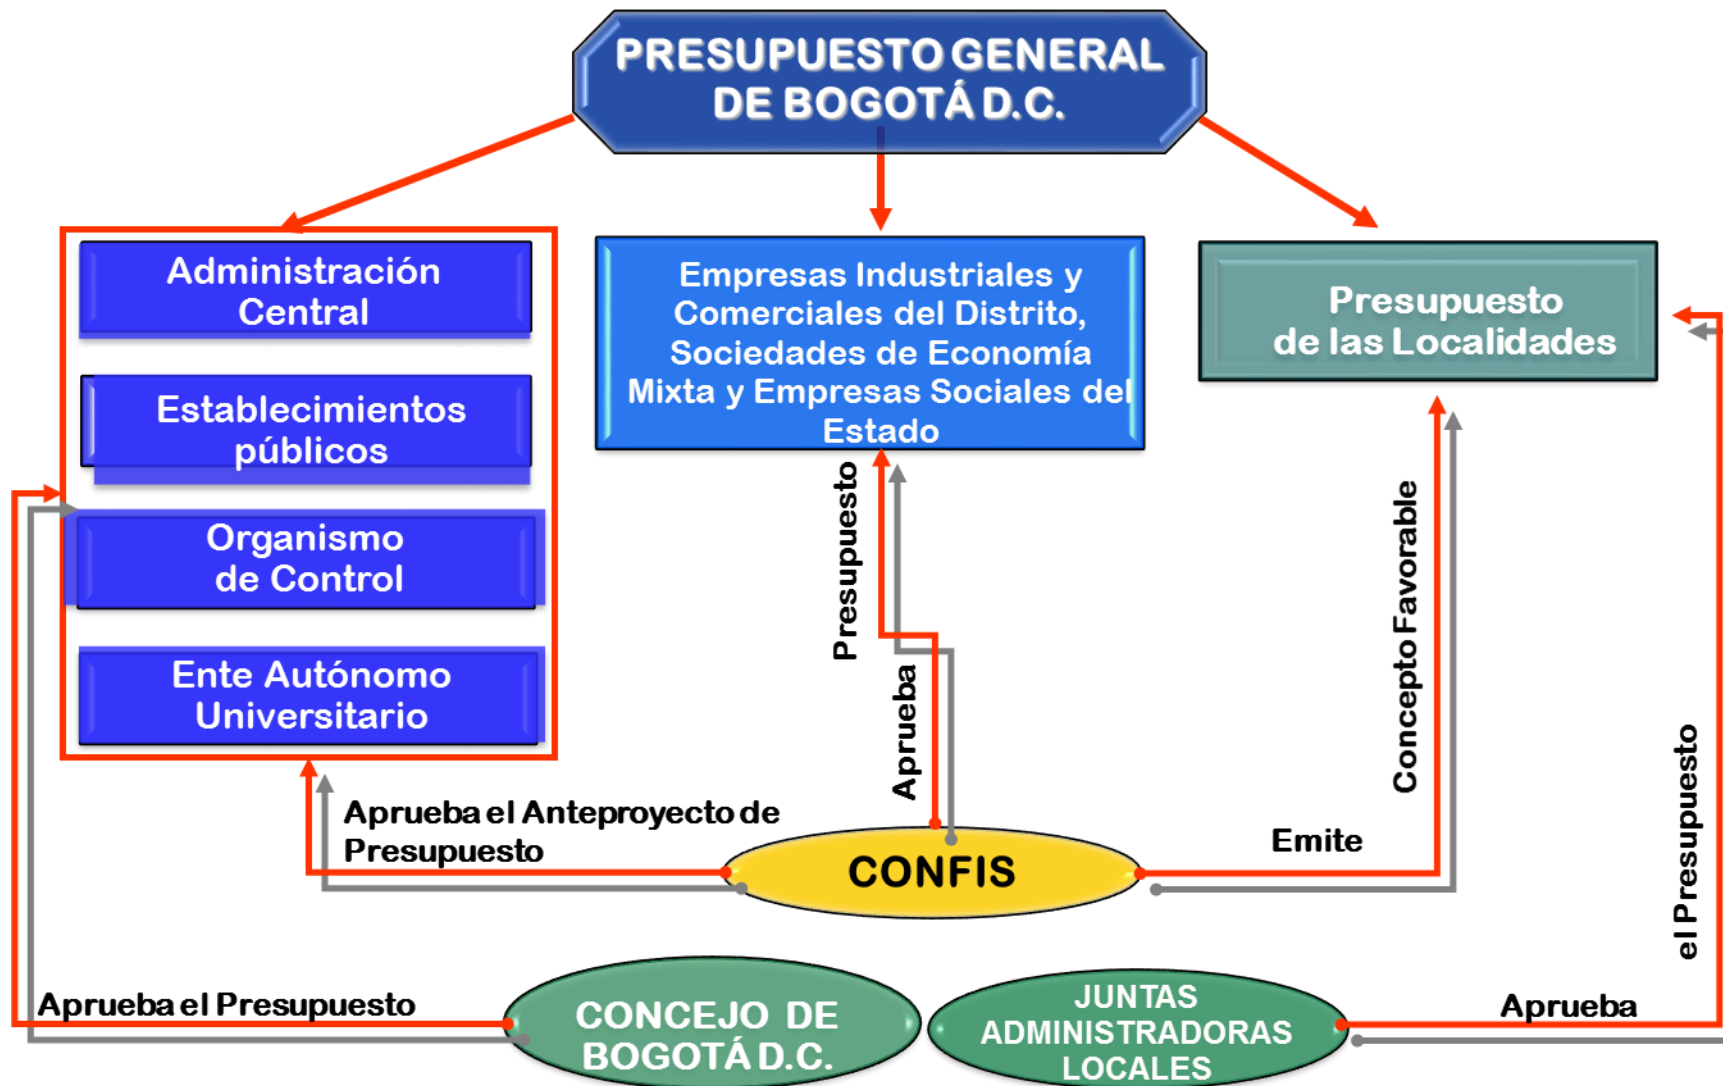 PRESUPUESTO GENERAL
DE BOGOTÁ D.C.
Administración
Central
Establecimientos
públicos
Organismo
de Control
Ente Autónomo
Universitario
Empresas Industriales y
Comerciales del Distrito,
Sociedades de Economía
Mixta y Empresas Sociales del
Estado
Presupuesto
de las Localidades
Presupuesto
Aprueba
Concepto Favorable
el Presupuesto
Aprueba el Anteproyecto de
Presupuesto
CONFIS
Emite
Aprueba el Presupuesto
CONCEJO DE
BOGOTÁ D.C.
JUNTAS
ADMINISTRADORAS
LOCALES
Aprueba